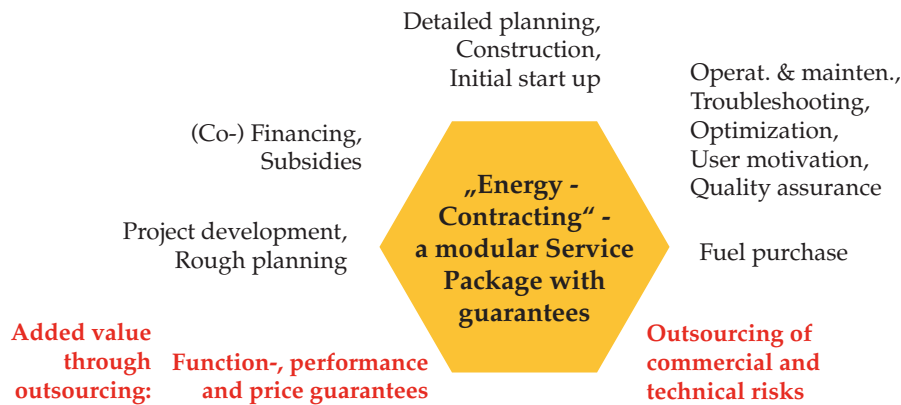 Detailed planning,
Construction,
Initial start up
Operat. & mainten.,
Troubleshooting,
Optimization,
User motivation,
Quality assurance
(Co-) Financing,
Subsidies
„Energy -
Contracting“ -
a modular Service
Package with
guarantees
Project development,
Rough planning
Fuel purchase
Added value
through
outsourcing:
Function-, performance
and price guarantees
Outsourcing of
commercial and
technical risks